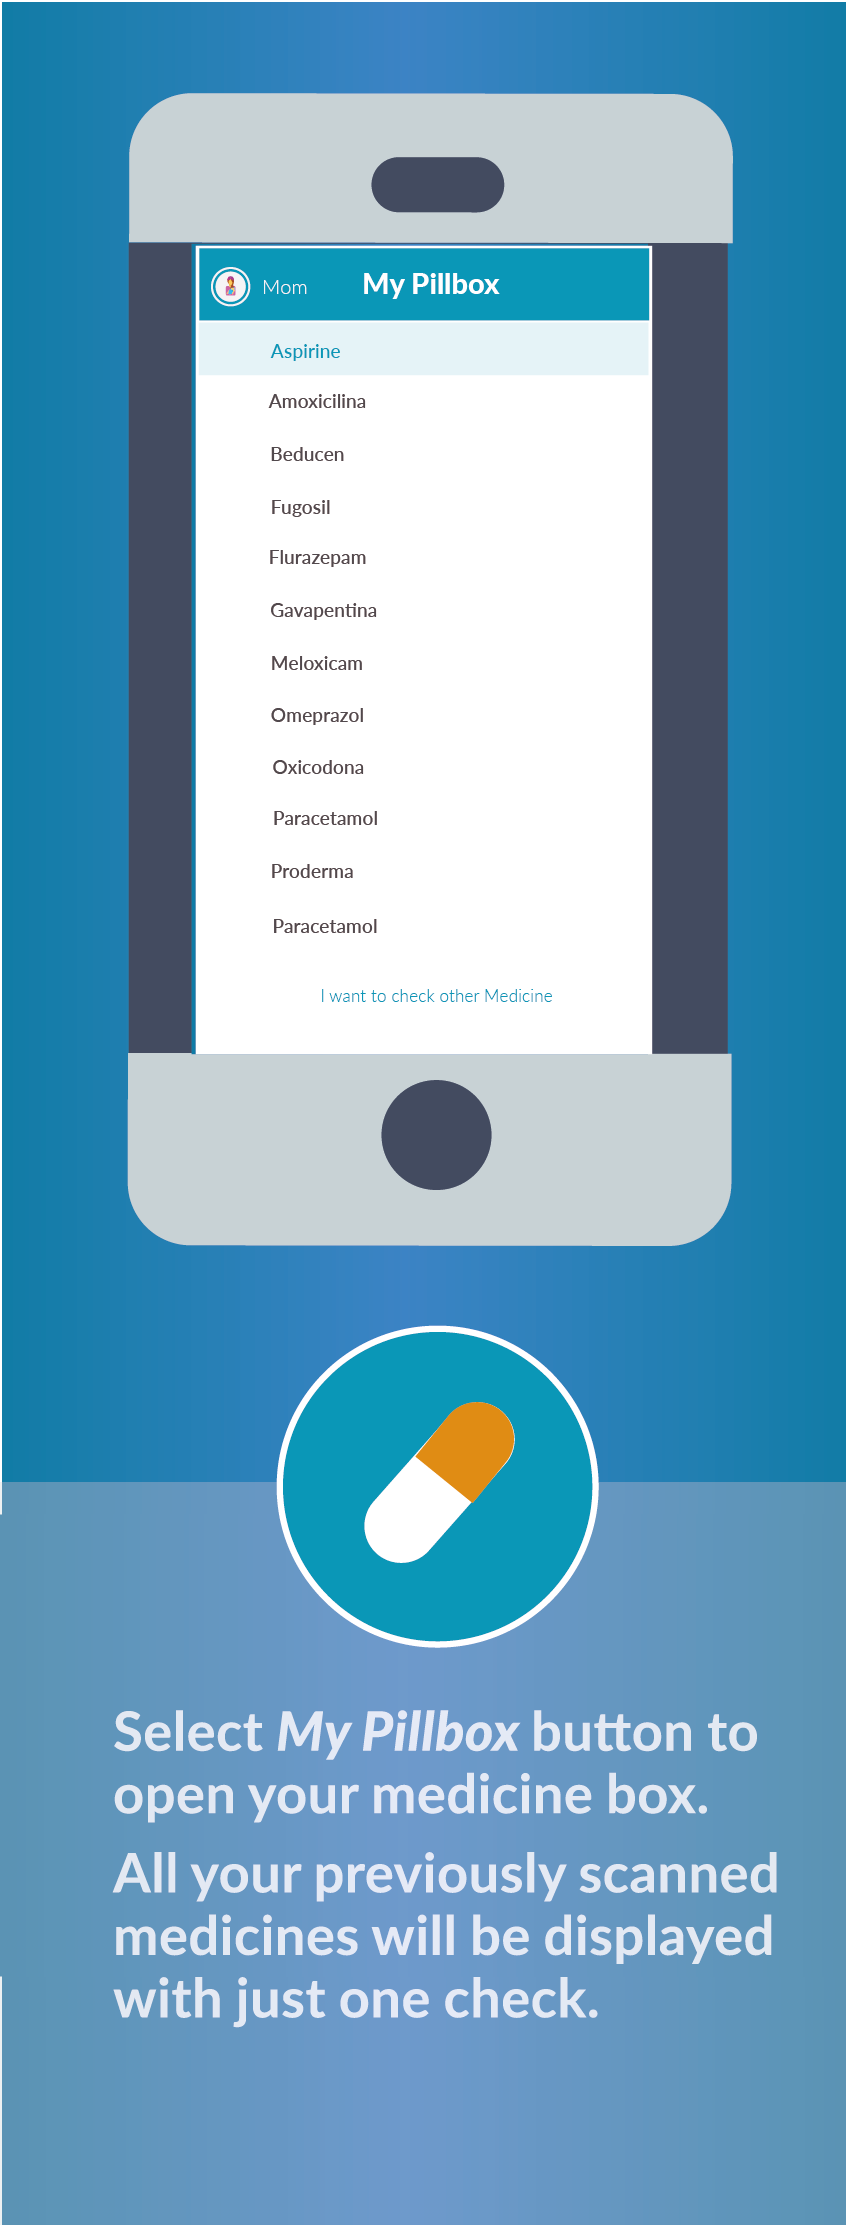 Mom My Pillbox
Aspirine
Amoxicilina
Beducen
Fugosil
Flurazepam
Gavapentina
Meloxicam
Omeprazol
Oxicodona
Paracetamol
Proderma
Paracetamol
I want to check other Medicine
Select My Pillbox button to
open your medicine box.
All your previously scanned
medicines will be displayed
with just one check.